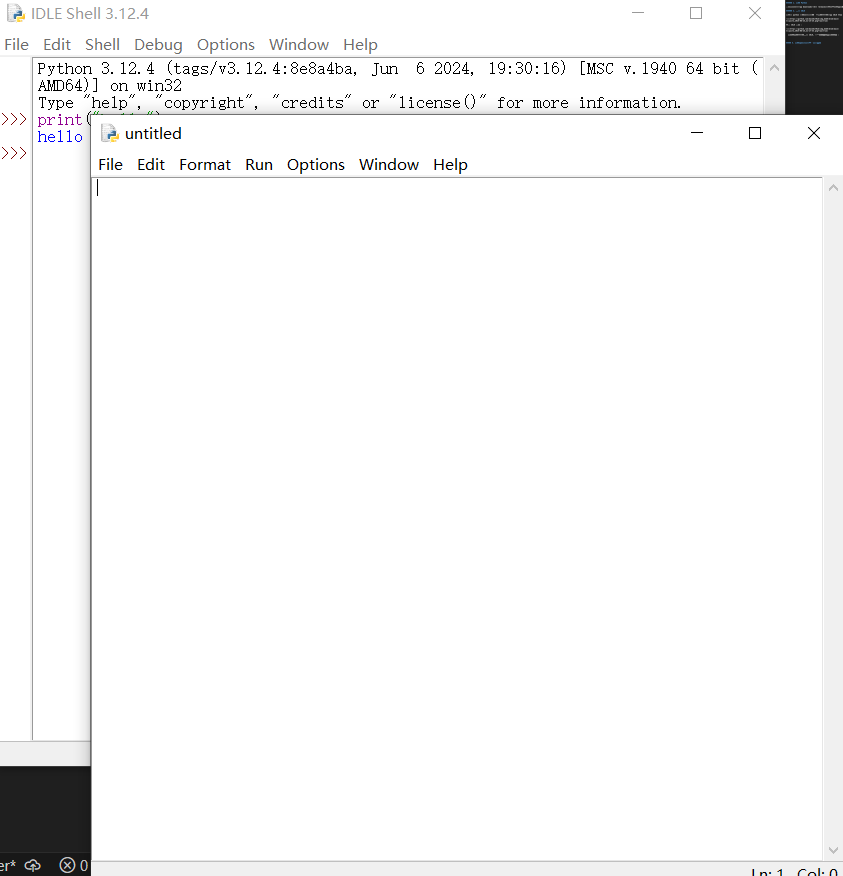 IDLE Shell 3.12.4
File Edit Shell Debug Options Window Help
Python 3.12.4 (tags/v3.12.4:8e8a4ba, Jun  6 2024, 19:30:16) [MSC v.1940 64 bit (
AMD64)] on win32
Type "help", "copyright", "credits" or "license()" for more information.
>>> print(
hello
>>>
untitled
File Edit Format Run Options Window Help
er* 0
Ln: 1 Col: 0